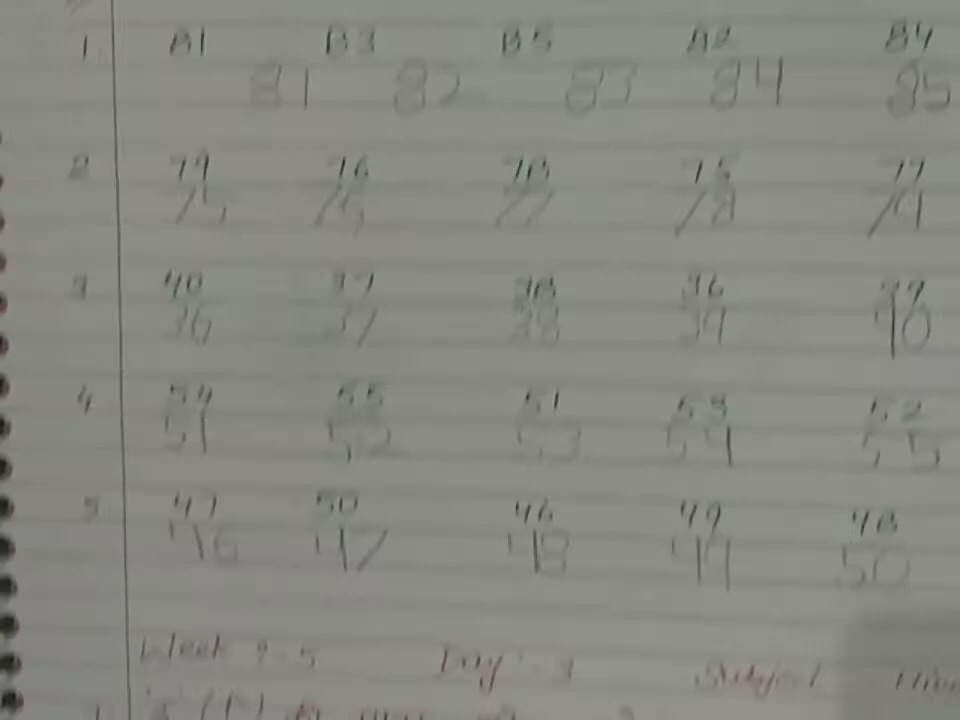 1. 81 83 85 82 84
81 82 83 84 85
2 79 76 78 75 77
75 76 77 78 79
3 40 37 38 36 39
36 37 38 39 40
4 54 55 51 53 52
51 52 53 54 55
5 47 50 46 49 48
46 47 48 49 50
Week Day Subject